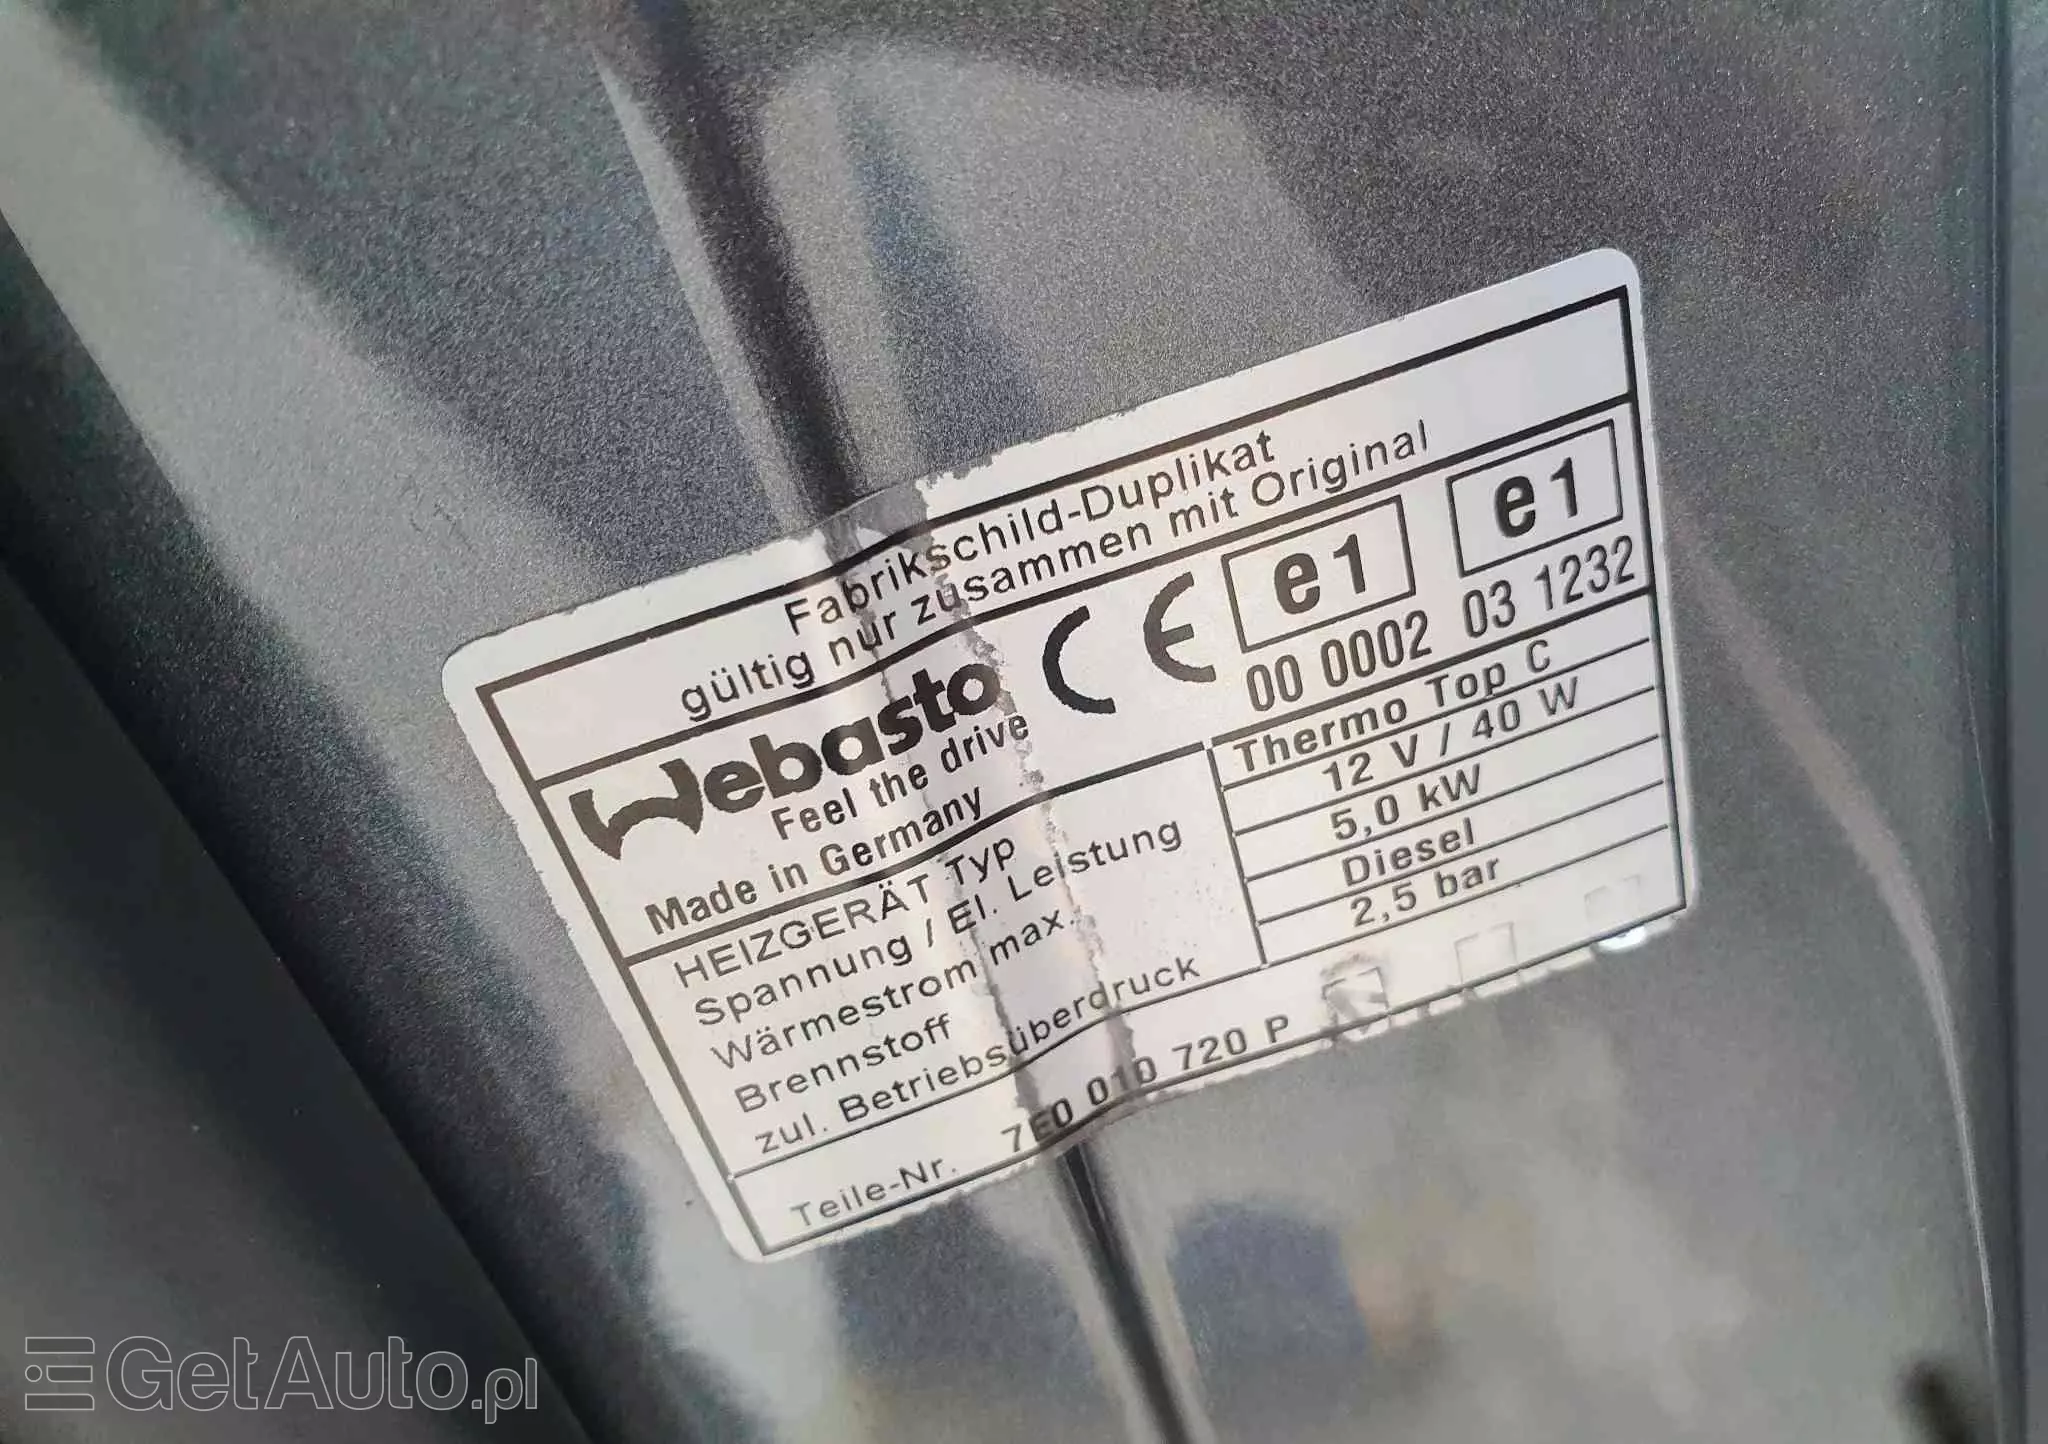 Fabrikschild-Duplikat
gültig nur zusammen mit Original
Webasto
Feel the drive
Made in Germany
CE
e1
00 0002
e1
03 1232
HEIZGERÄT Typ Thermo Top C
Spannung / El. Leistung 12 V / 40 W
Wärmestrom max. 5,0 kW
Brennstoff Diesel
zul. Betriebsüberdruck 2,5 bar
Teile-Nr. 7E0 010 720 P
GetAuto.pl